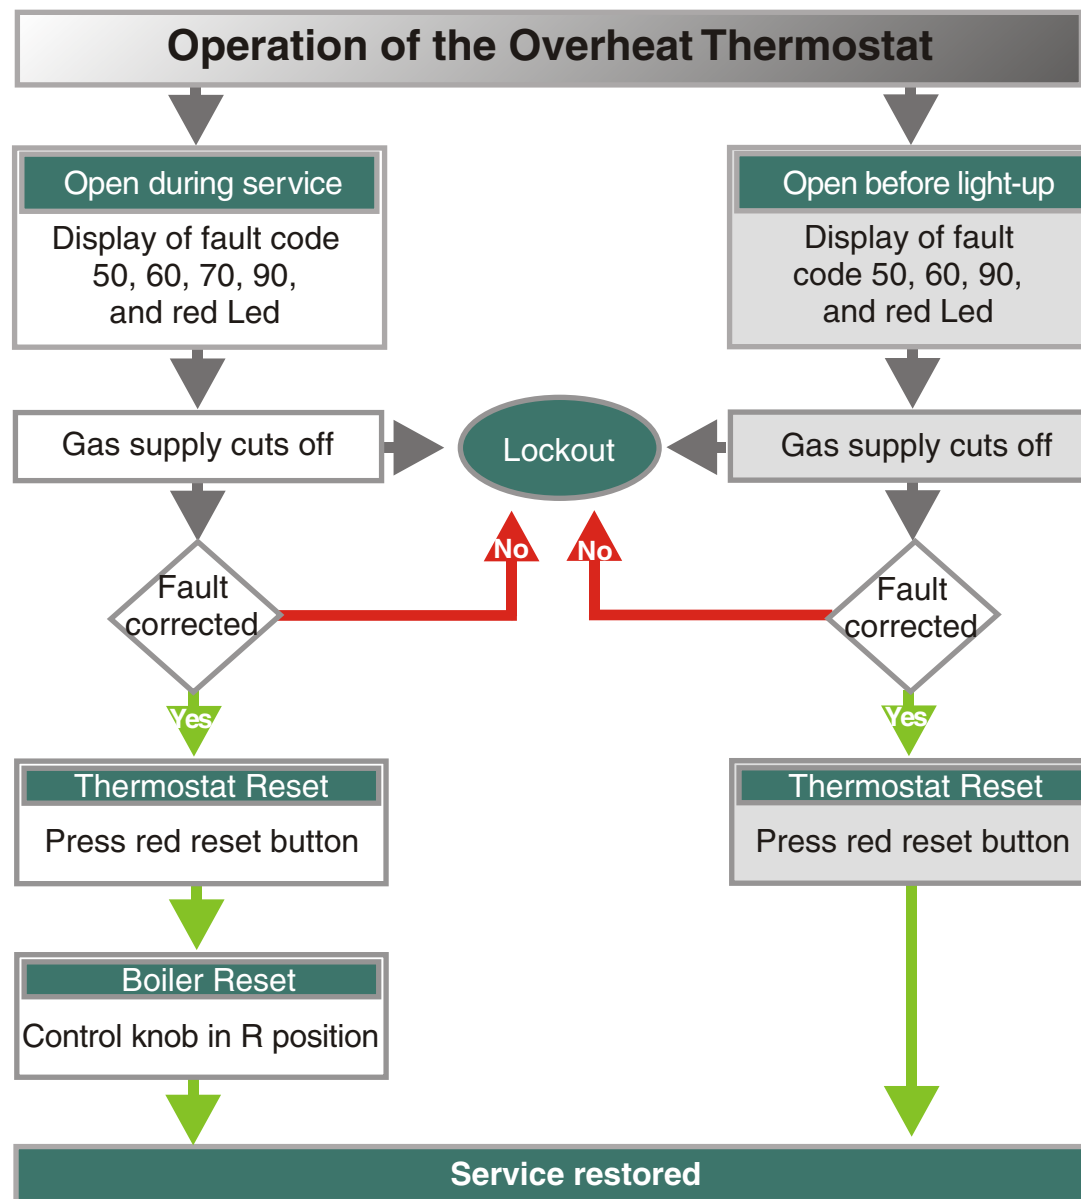 Operation of the Overheat Thermostat
Open during service
Display of fault code
50, 60, 70, 90,
and red Led
Open before light-up
Display of fault
code 50, 60, 90,
and red Led
Gas supply cuts off
Lockout
Gas supply cuts off
No
No
Fault
corrected
Fault
corrected
Yes
Yes
Thermostat Reset
Press red reset button
Thermostat Reset
Press red reset button
Boiler Reset
Control knob in R position
Service restored